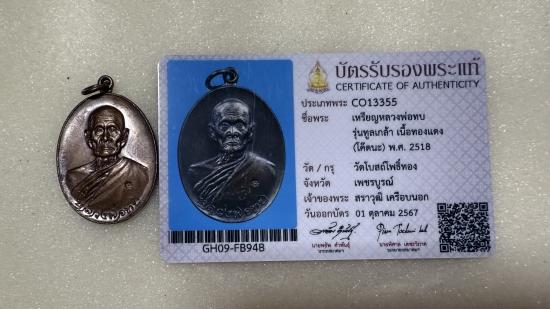 บัตรรับรองพระแท้
CERTIFICATE OF AUTHENTICITY
ประเภทพระ CO13355
ชื่อพระ เหรียญหลวงพ่อทบ
รุ่นทูลเกล้า เนื้อทองแดง
(โค๊ดนะ) พ.ศ. 2518
วัด / กรุ วัดโบสถ์โพธิ์ทอง
จังหวัด เพชรบูรณ์
เจ้าของพระ สราวุฒิ เครือบนอก
วันออกบัตร 01 ตุลาคม 2567
GH09-FB94B